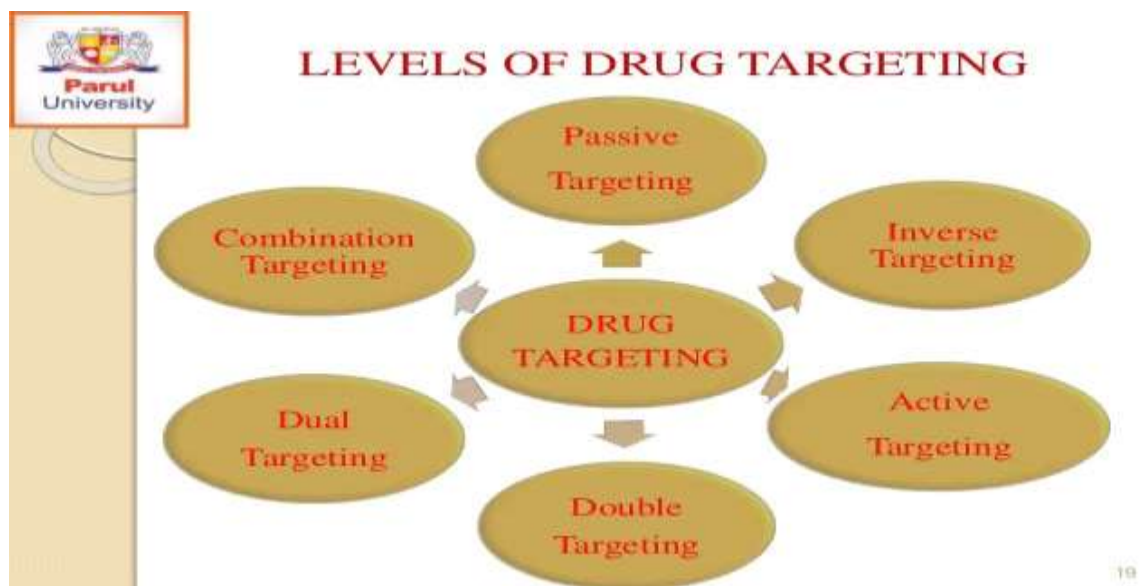 Parul
University
LEVELS OF DRUG TARGETING
Passive
Targeting
Inverse
Targeting
Active
Targeting
Double
Targeting
Dual
Targeting
Combination
Targeting
DRUG
TARGETING
19